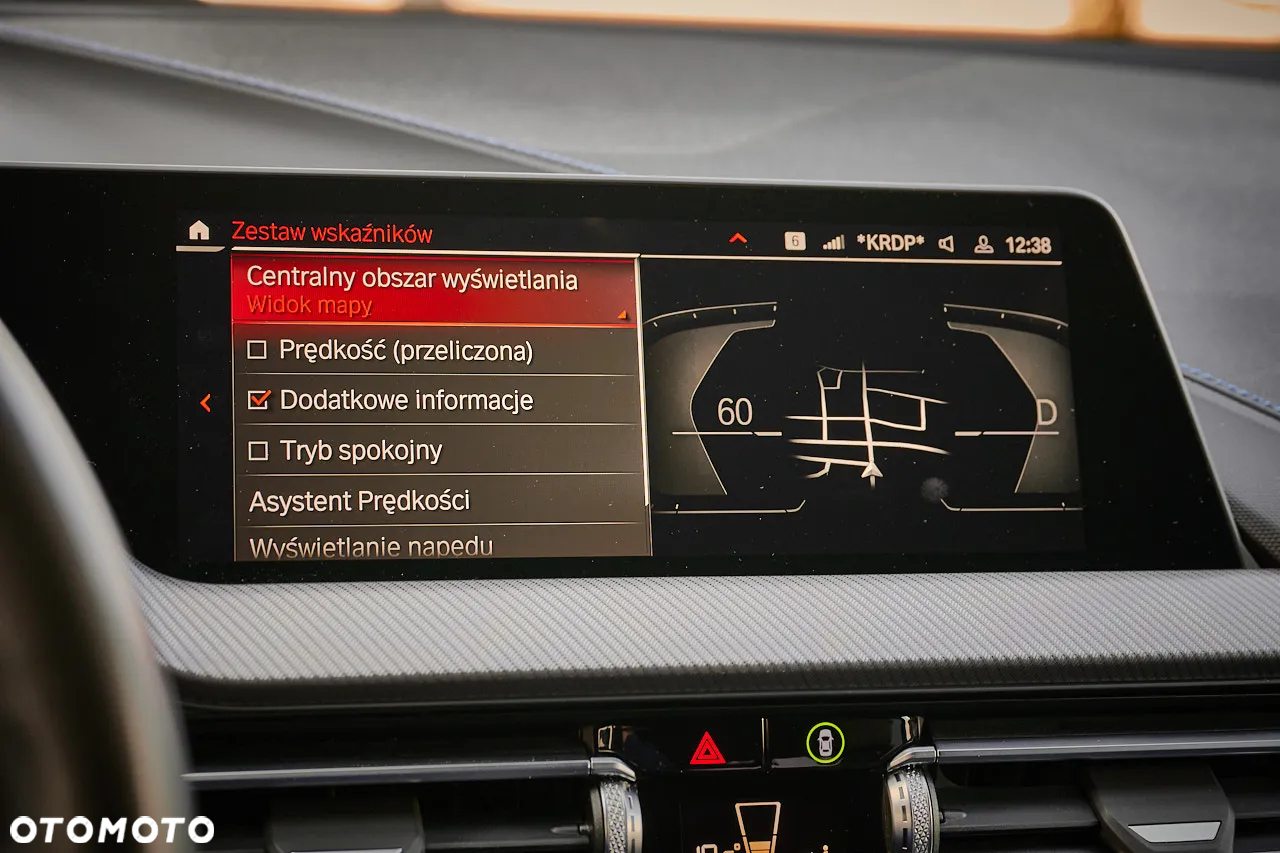 Zestaw wskaźników
6 *KRDP* 12:38
Centralny obszar wyświetlania
Widok mapy
Prędkość (przeliczona)
Dodatkowe informacje
Tryb spokojny
Asystent Prędkości
Wyświetlanie napędu
60
D
OTOMOTO